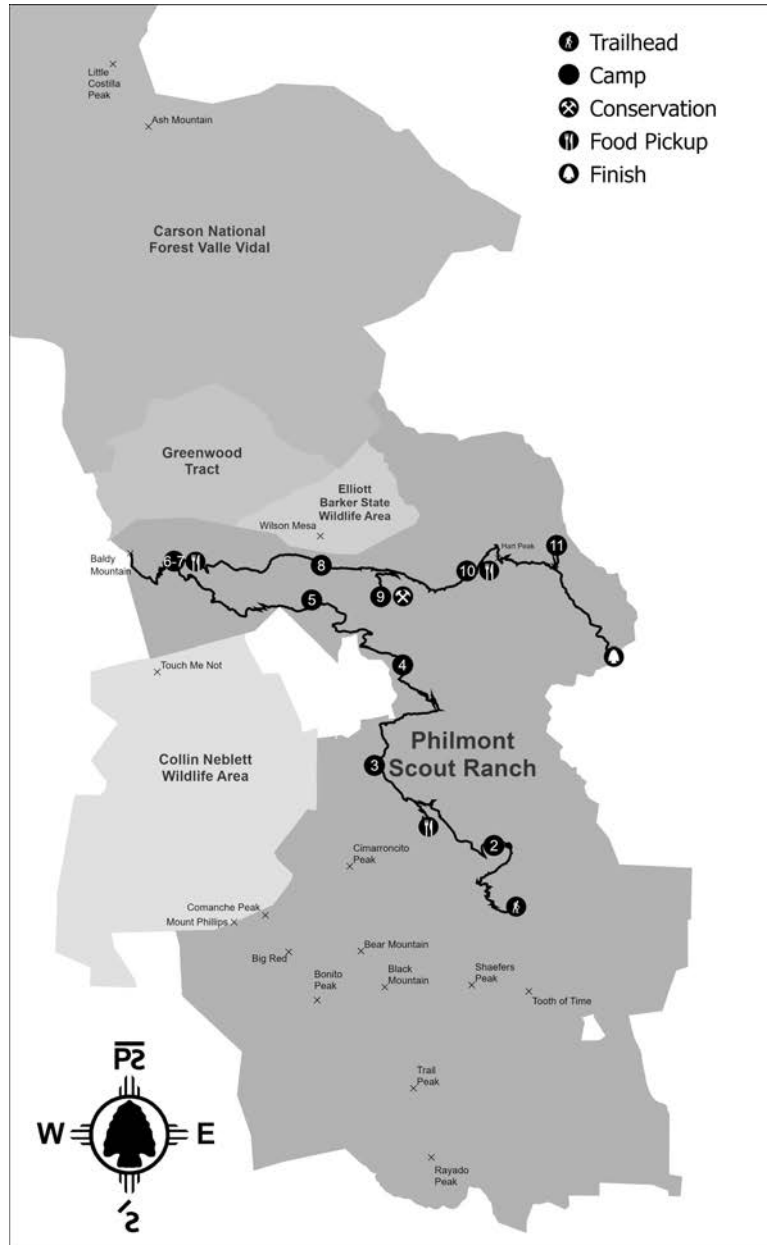 Trailhead
Camp
Conservation
Food Pickup
Finish
Little
Costilla
Peak
Ash Mountain
Carson National
Forest Valle Vidal
Greenwood
Tract
Elliott
Barker State
Wildlife Area
Wilson Mesa
Baldy
Mountain
6-7
8
9
10
Hart Peak
11
5
4
Touch Me Not
Collin Neblett
Wildlife Area
Philmont
Scout Ranch
3
2
Cimarroncito
Peak
Comanche Peak
Mount Phillips
Big Red
Bear Mountain
Bonito
Peak
Black
Mountain
Shaefers
Peak
Tooth of Time
Trail
Peak
Rayado
Peak
W
E